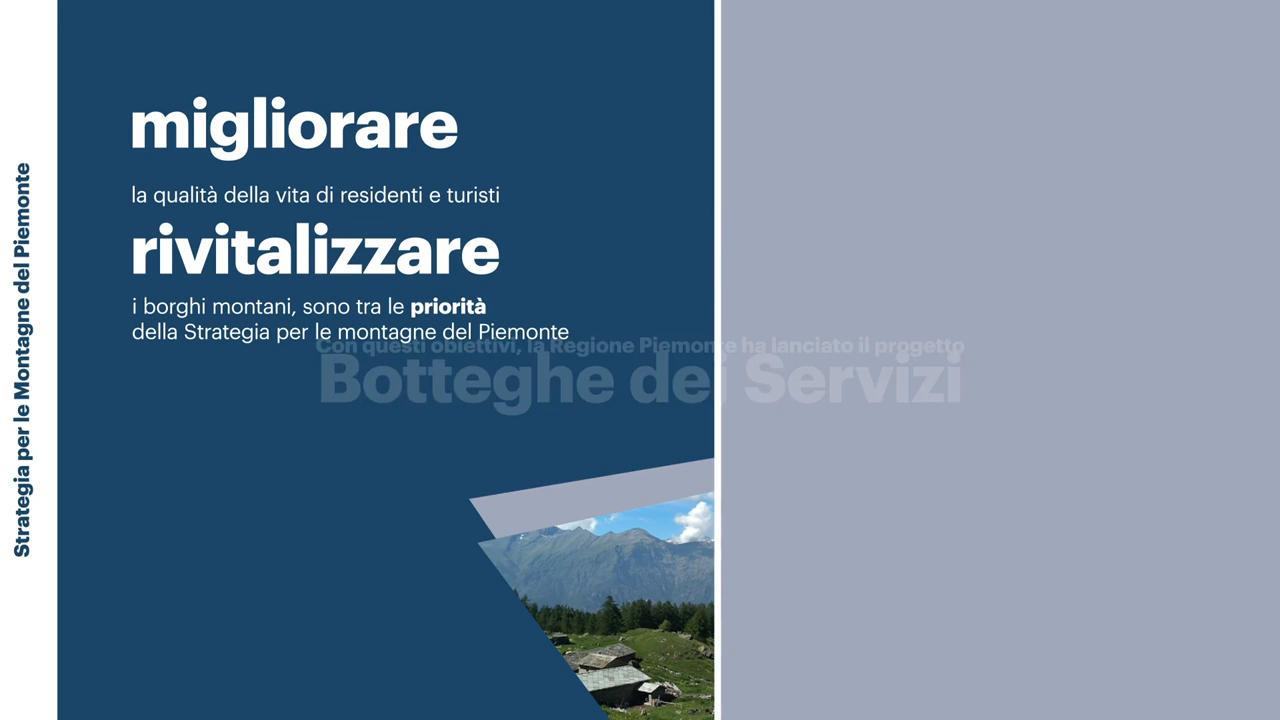 Strategia per le Montagne del Piemonte
migliorare
la qualità della vita di residenti e turisti
rivitalizzare
i borghi montani, sono tra le priorità
della Strategia per le montagne del Piemonte
Con questi obiettivi, la Regione Piemonte ha lanciato il progetto
Botteghe dei Servizi